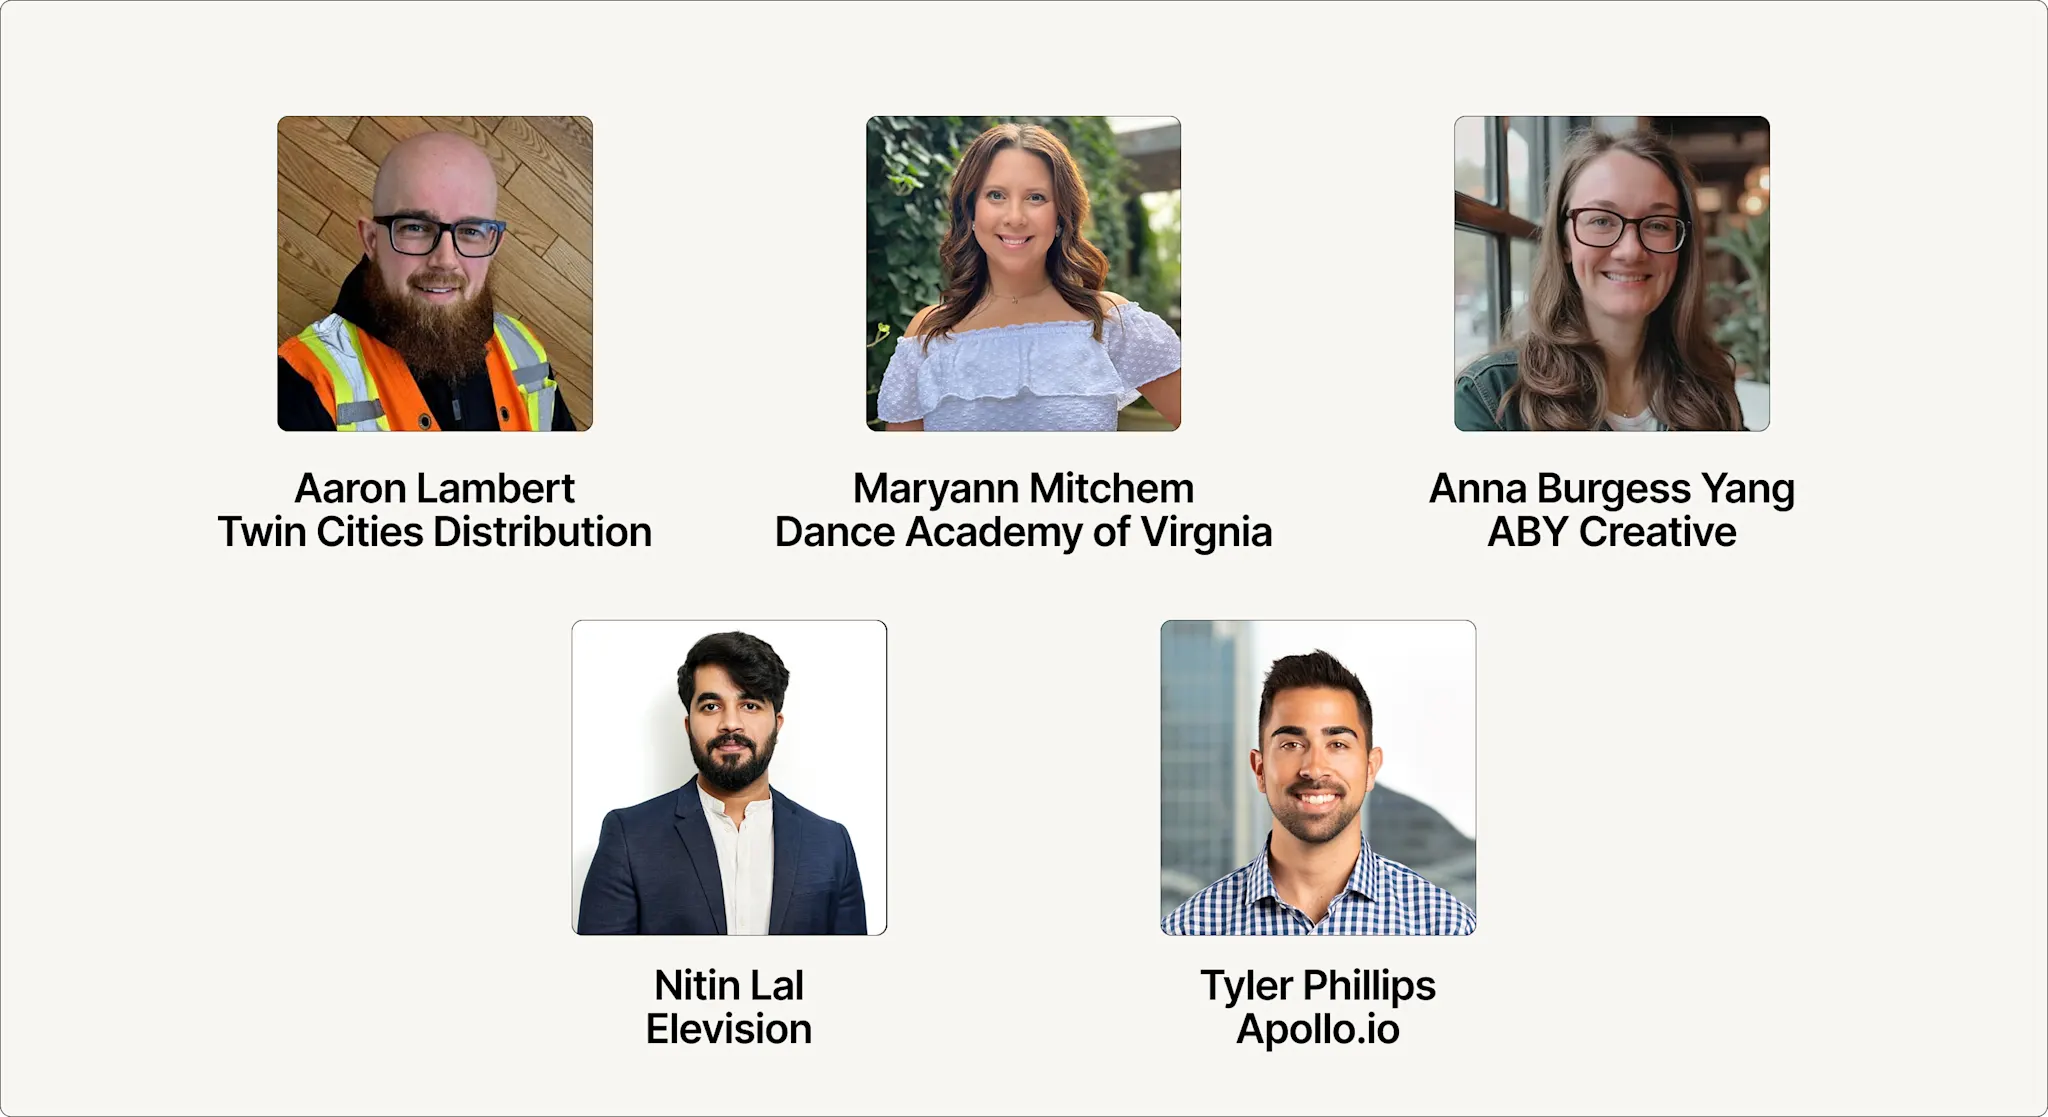 Aaron Lambert
Twin Cities Distribution
Maryann Mitchem
Dance Academy of Virgnia
Anna Burgess Yang
ABY Creative
Nitin Lal
Elevision
Tyler Phillips
Apollo.io